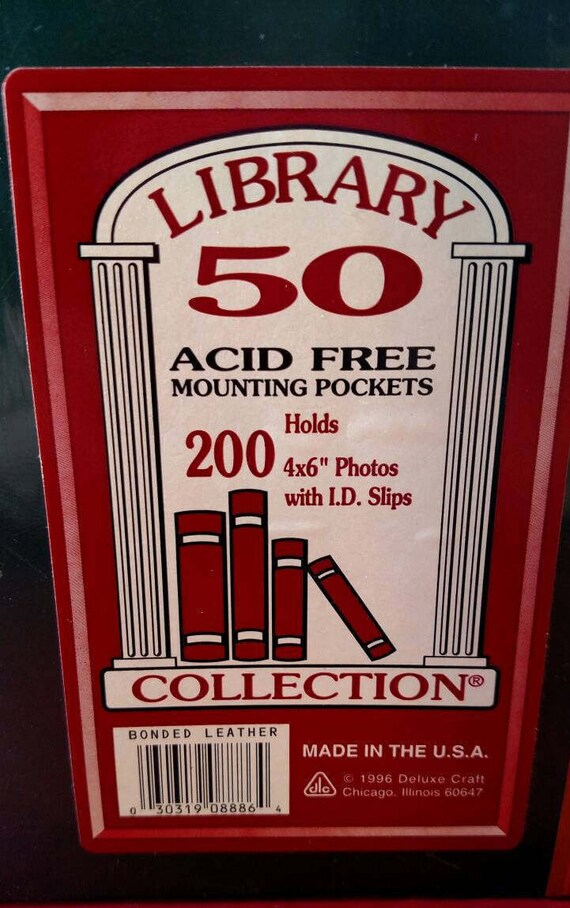 LIBRARY
50
ACID FREE
MOUNTING POCKETS
Holds
200 4x6" Photos
with I.D. Slips
COLLECTION®
BONDED LEATHER
0 30319 08886 4
MADE IN THE U.S.A.
dlc © 1996 Deluxe Craft
Chicago, Illinois 60647